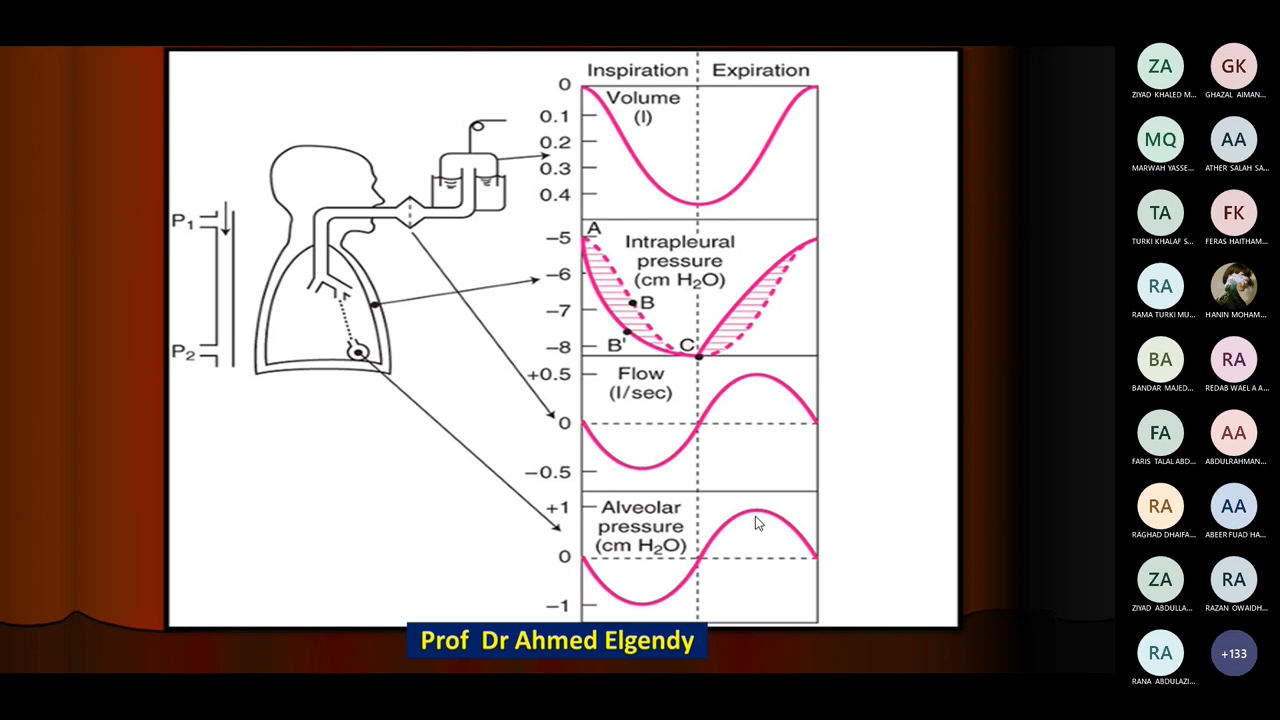 Inspiration
Expiration
Volume
(l)
0
0.1
0.2
0.3
0.4
Intrapleural
pressure
(cm H₂O)
A
B
B'
C
–5
–6
–7
–8
Flow
(l/sec)
+0.5
0
–0.5
Alveolar
pressure
(cm H₂O)
+1
0
–1
P₁
P₂
Prof Dr Ahmed Elgendy
ZA
ZIYAD KHALED M...
GK
GHAZAL AIMAN...
MQ
MARWAH YASSE...
AA
ATHER SALAH SA...
TA
TURKI KHALAF S...
FK
FERAS HAITHAM...
RA
RAMA TURKI MU...
HANIN MOHAM...
BA
BANDAR MAJED...
RA
REDAB WAEL A A...
FA
FARIS TALAL ABD...
AA
ABDULRAHMAN...
RA
RAGHAD DHAIFA...
AA
ABEER FUAD HA...
ZA
ZIYAD ABDULLA...
RA
RAZAN OWAIDH...
RA
RANA ABDULAZI...
+133